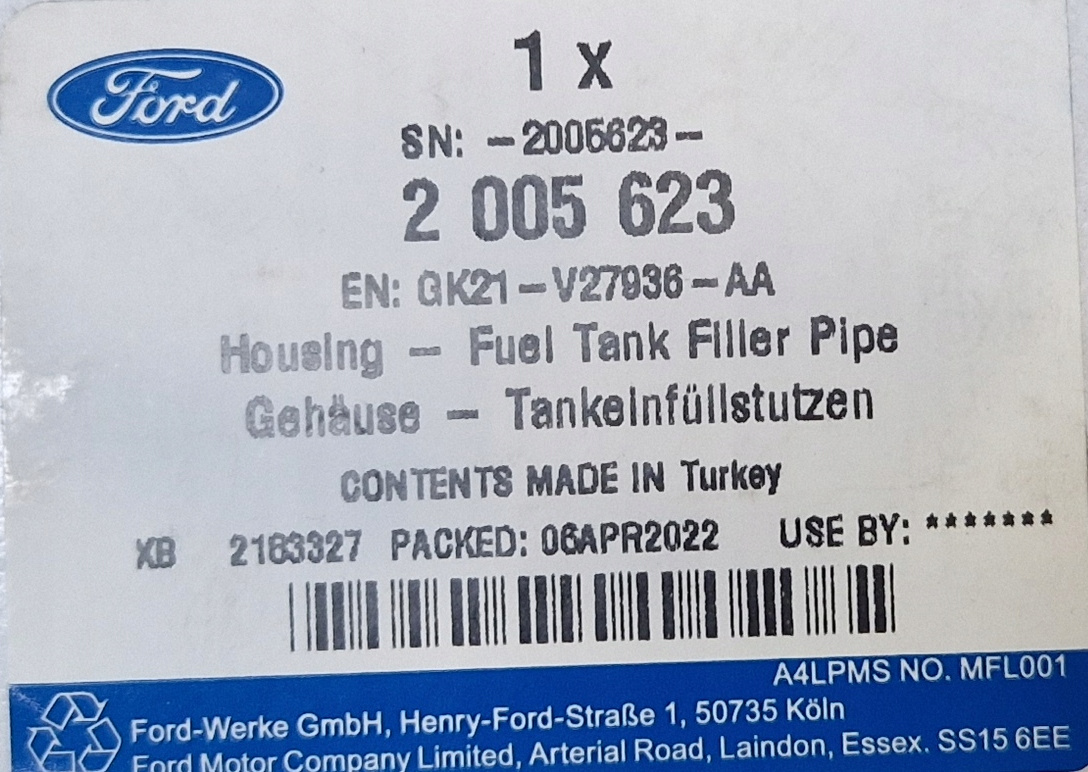 Ford
1 x
SN: -2005623-
2 005 623
EN: GK21-V27936-AA
Housing - Fuel Tank Filler Pipe
Gehäuse - Tankeinfüllstutzen
CONTENTS MADE IN Turkey
XB 2183327 PACKED: 06APR2022 USE BY: *******
A4LPMS NO. MFL001
Ford-Werke GmbH, Henry-Ford-Straße 1, 50735 Köln
Ford Motor Company Limited, Arterial Road, Laindon, Essex. SS15 6EE